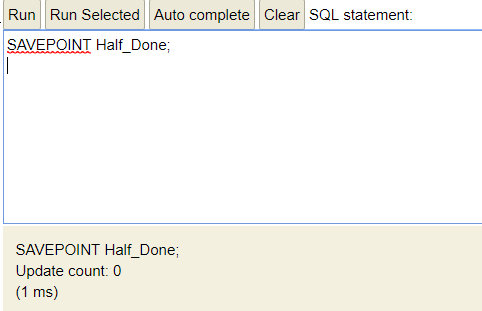 Run Run Selected Auto complete Clear SQL statement:
SAVEPOINT Half_Done;
SAVEPOINT Half_Done;
Update count: 0
(1 ms)